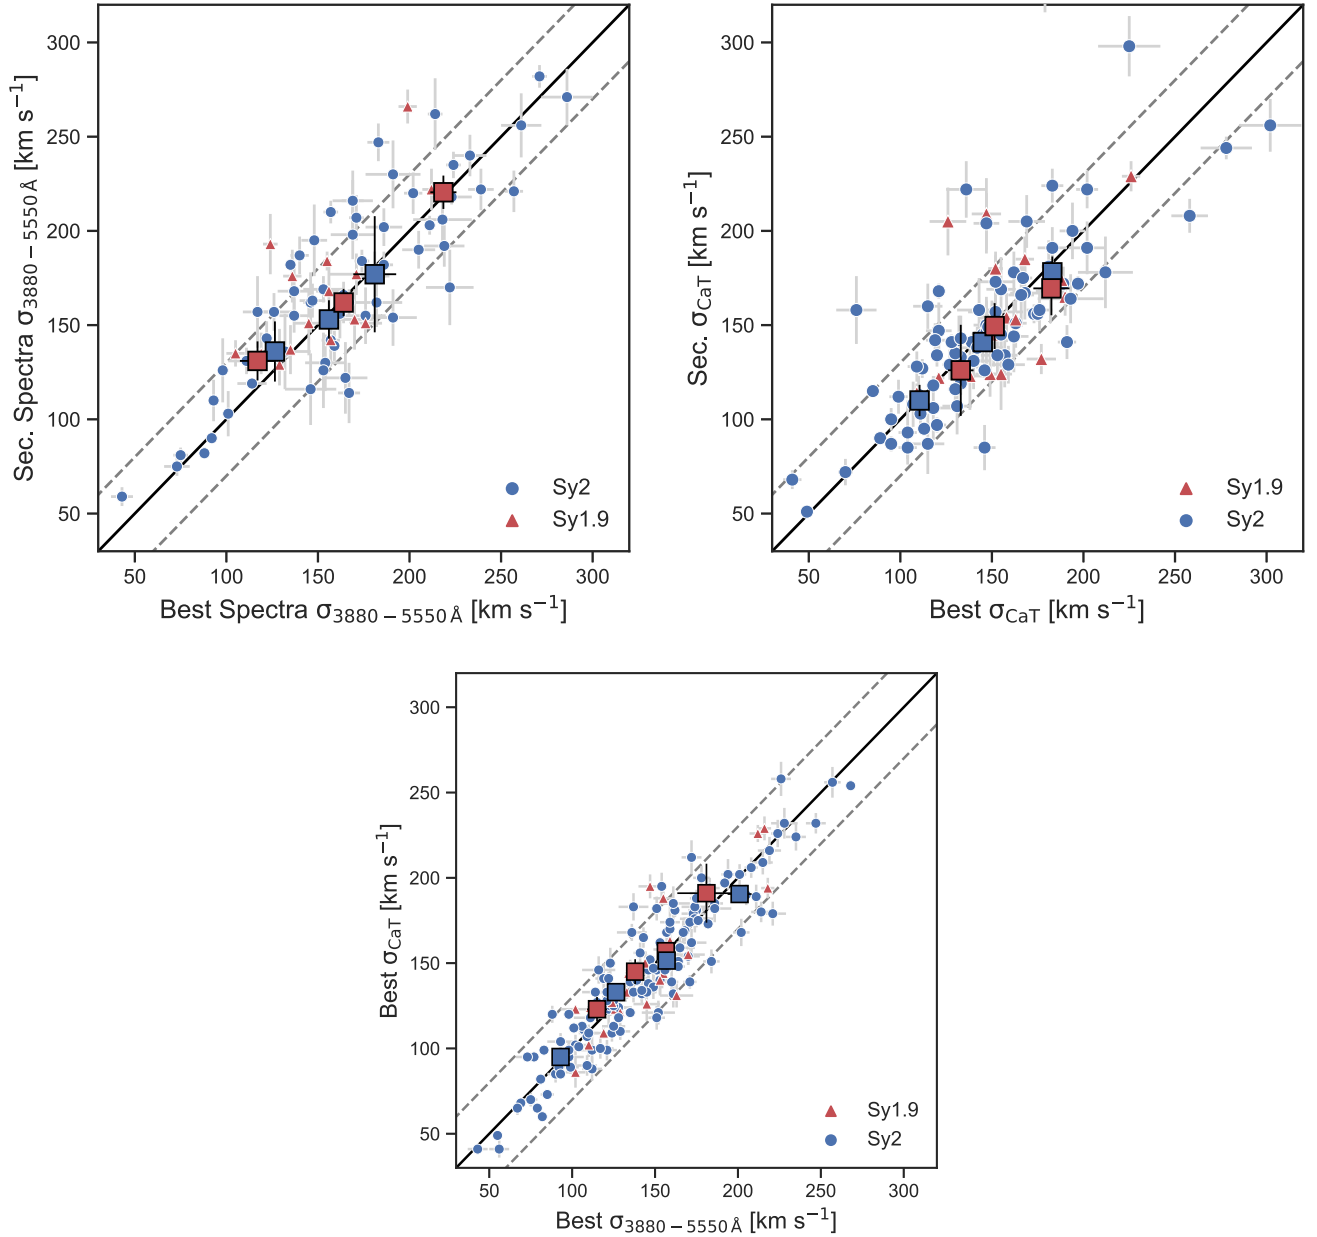 300
250
200
150
100
50
Sec. Spectra σ3880 − 5550 Å [km s−1]
Sy2
Sy1.9
50 100 150 200 250 300
Best Spectra σ3880 − 5550 Å [km s−1]
300
250
200
150
100
50
Sec. σCaT [km s−1]
Sy1.9
Sy2
50 100 150 200 250 300
Best σCaT [km s−1]
300
250
200
150
100
50
Best σCaT [km s−1]
Sy1.9
Sy2
50 100 150 200 250 300
Best σ3880 − 5550 Å [km s−1]